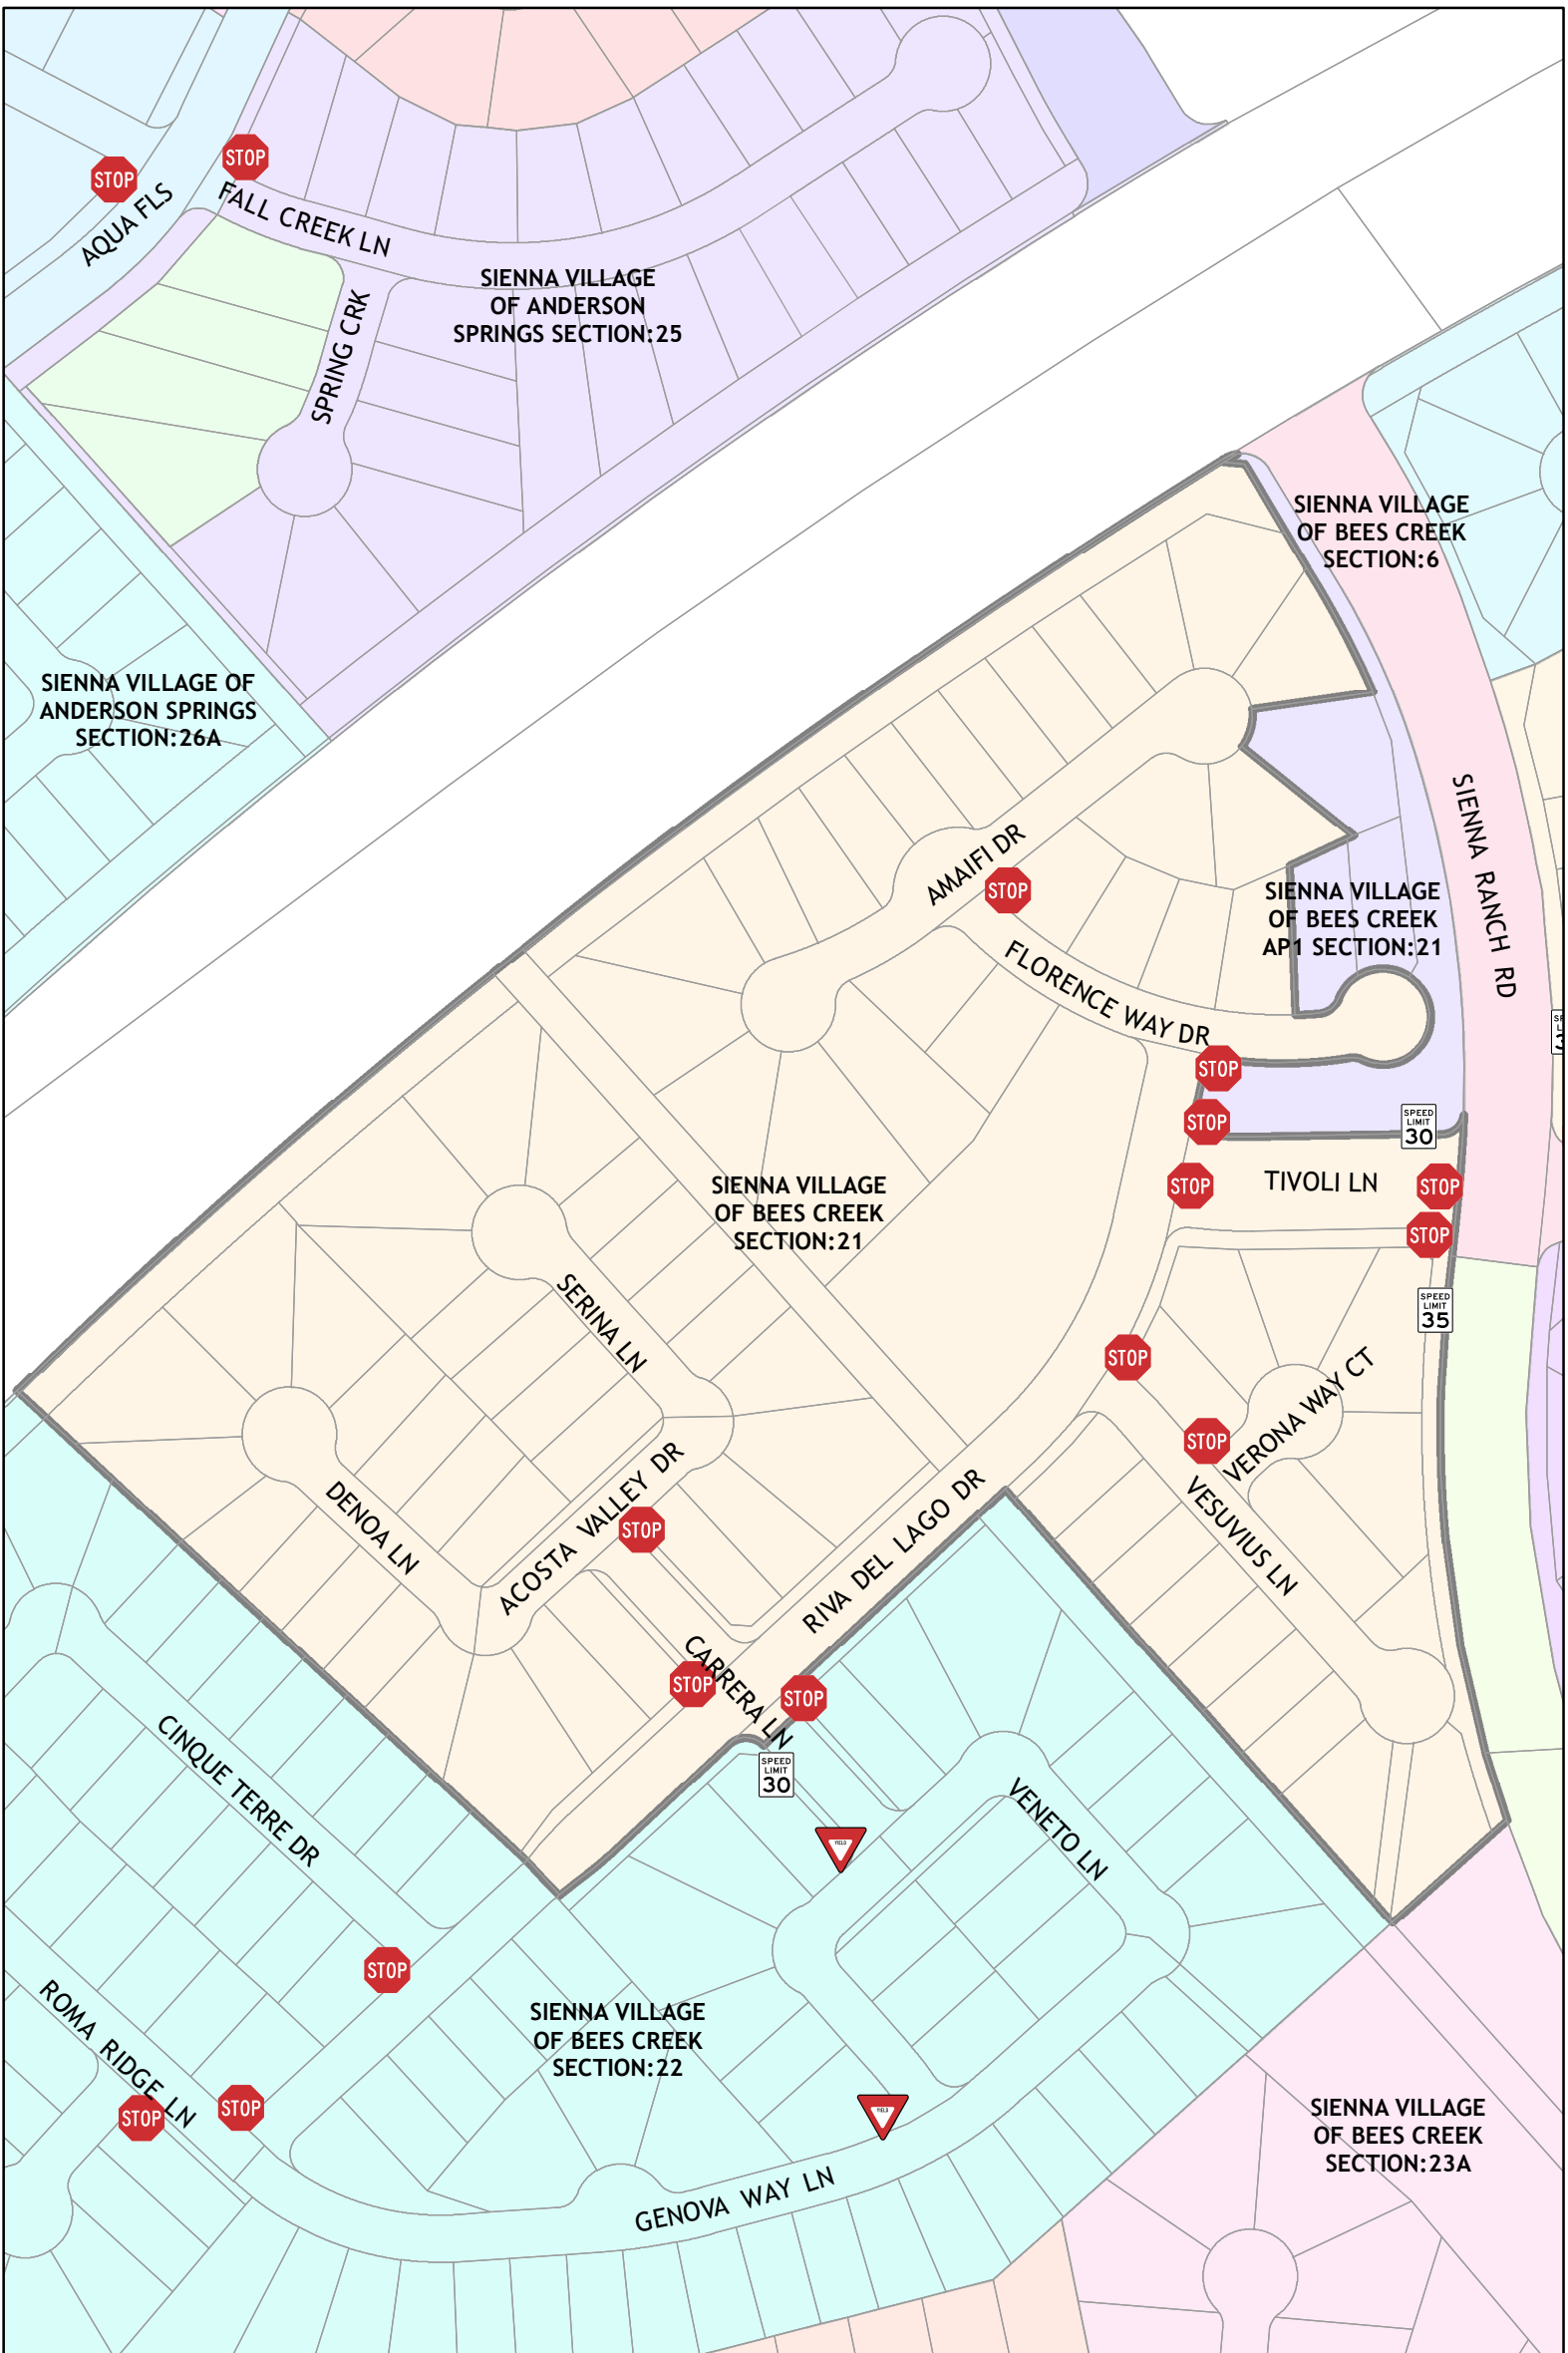 STOP
STOP
AQUA FLS
FALL CREEK LN
SIENNA VILLAGE
OF ANDERSON
SPRINGS SECTION:25
SPRING CRK
SIENNA VILLAGE
OF BEES CREEK
SECTION:6
SIENNA VILLAGE OF
ANDERSON SPRINGS
SECTION:26A
SIENNA RANCH RD
AMAIFI DR
STOP
SIENNA VILLAGE
OF BEES CREEK
AP1 SECTION:21
FLORENCE WAY DR
STOP
STOP
SPEED
LIMIT
30
STOP
TIVOLI LN
STOP
SIENNA VILLAGE
OF BEES CREEK
SECTION:21
STOP
SPEED
LIMIT
35
SERINA LN
STOP
VERONA WAY CT
STOP
DENOA LN
ACOSTA VALLEY DR
STOP
RIVA DEL LAGO DR
VESUVIUS LN
CARRERA LN
STOP
STOP
SPEED
LIMIT
30
CINQUE TERRE DR
VENETO LN
YIELD
STOP
ROMA RIDGE LN
SIENNA VILLAGE
OF BEES CREEK
SECTION:22
STOP
STOP
YIELD
SIENNA VILLAGE
OF BEES CREEK
SECTION:23A
GENOVA WAY LN